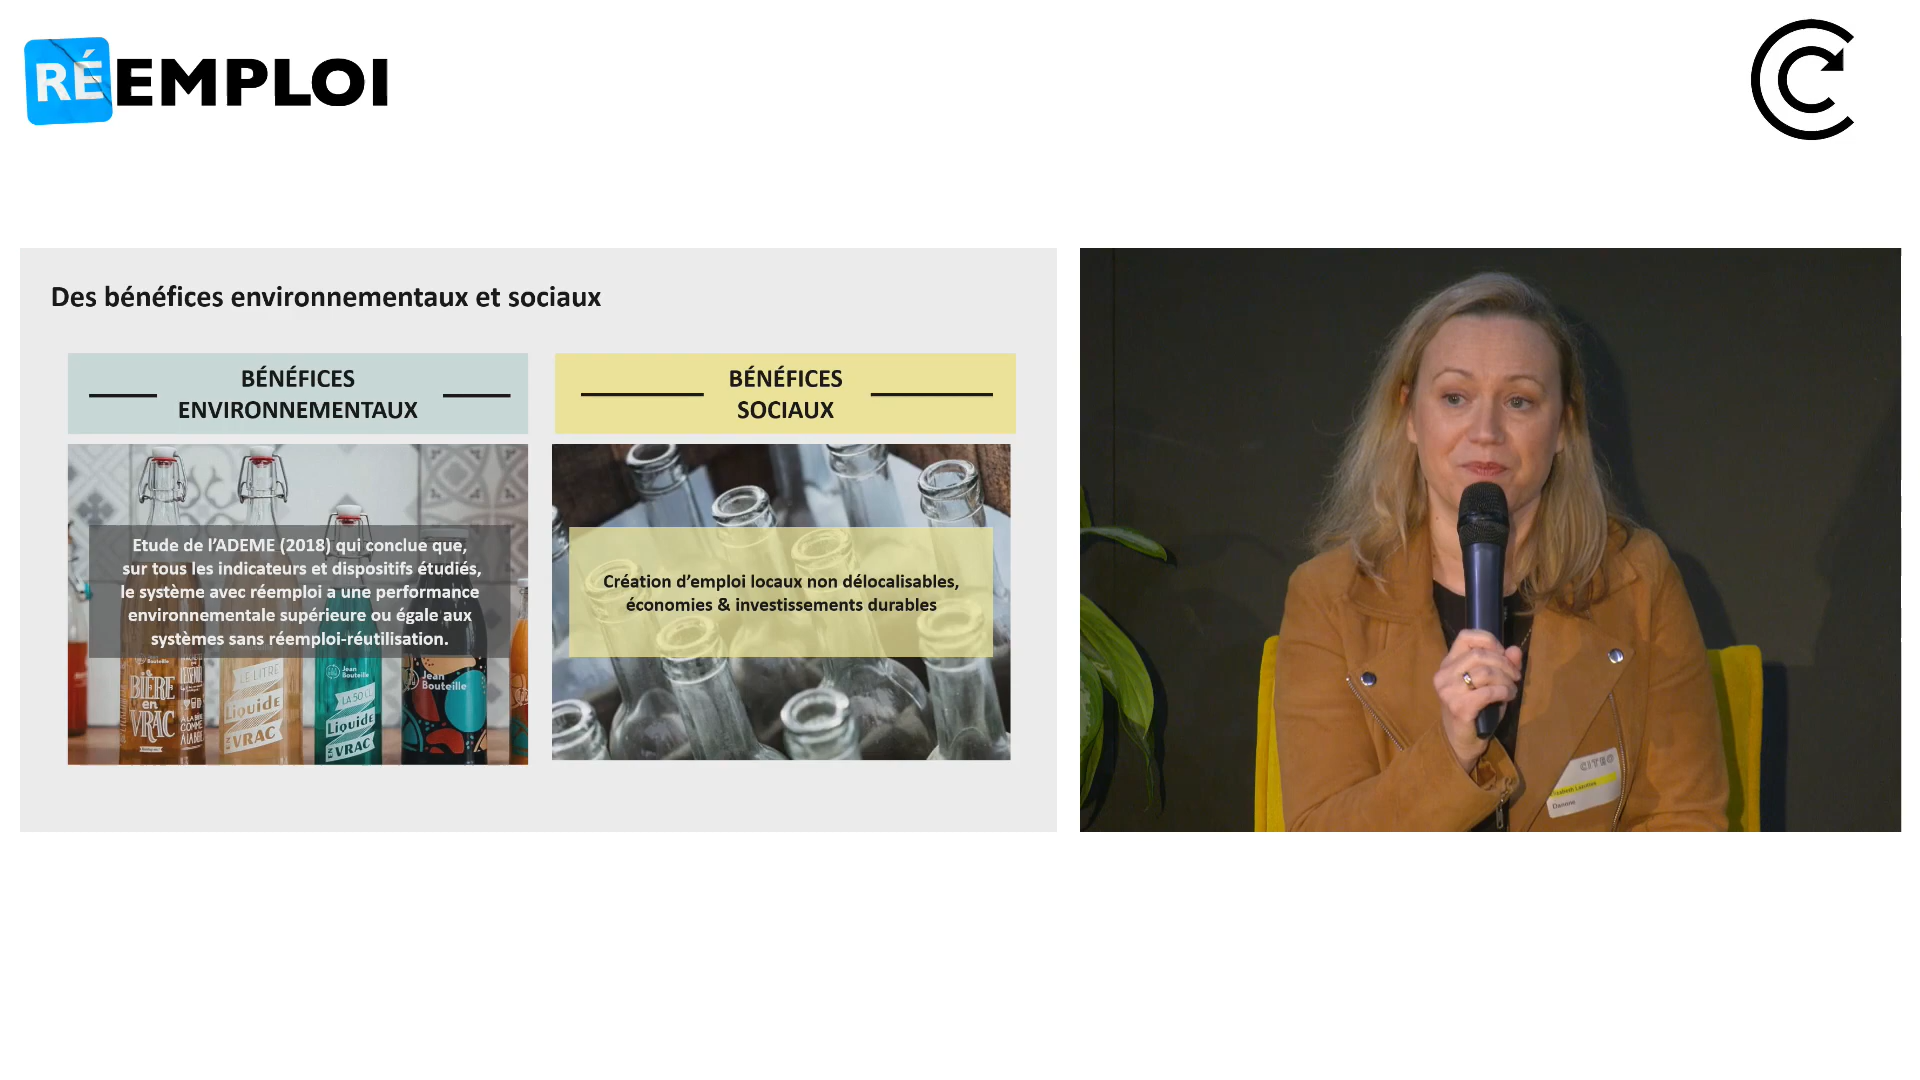 RÉEMPLOI
Des bénéfices environnementaux et sociaux
BÉNÉFICES
ENVIRONNEMENTAUX
Etude de l'ADEME (2018) qui conclue que,
sur tous les indicateurs et dispositifs étudiés,
le système avec réemploi a une performance
environnementale supérieure ou égale aux
systèmes sans réemploi-réutilisation.
BIÈRE
en
VRAC
LE LITRE
Liquide
EN VRAC
Jean
Bouteille
LA 50 CL
Liquide
EN VRAC
Jean
Bouteille
BÉNÉFICES
SOCIAUX
Création d'emploi locaux non délocalisables,
économies & investissements durables
CITEO
Danone